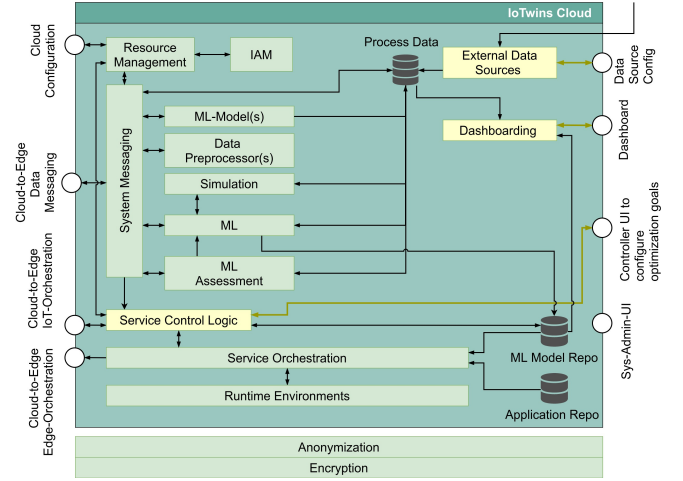 IoTwins Cloud
Cloud
Configuration
Resource
Management
IAM
Process Data
External Data
Sources
Data
Source
Config
System Messaging
ML-Model(s)
Data
Preprocessor(s)
Dashboarding
Dashboard
Cloud-to-Edge
Data
Messaging
Simulation
ML
ML
Assessment
Controller UI to
configure
optimization goals
Cloud-to-Edge
IoT-Orchestration
Service Control Logic
Sys-Admin-UI
ML Model Repo
Cloud-to-Edge
Edge-Orchestration
Service Orchestration
Runtime Environments
Application Repo
Anonymization
Encryption